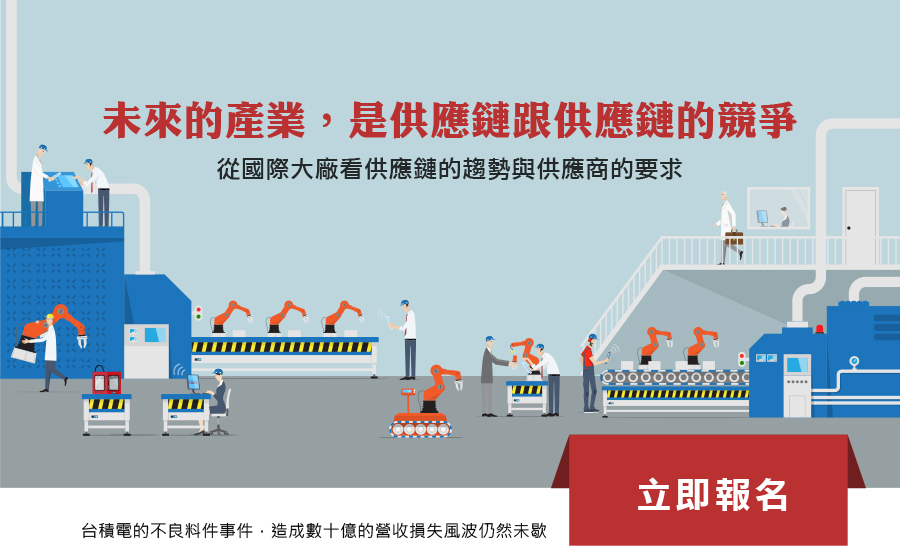 未來的產業，是供應鏈跟供應鏈的競爭
從國際大廠看供應鏈的趨勢與供應商的要求
立即報名
台積電的不良料件事件，造成數十億的營收損失風波仍然未歇